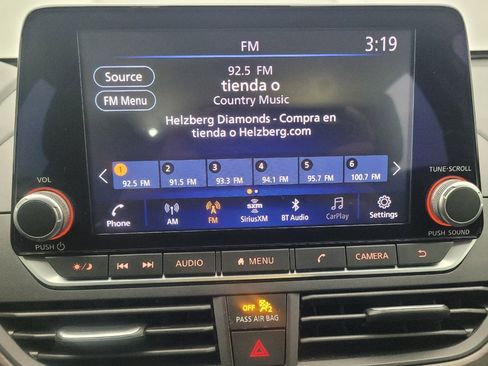 FM
3:19
Source
FM Menu
92.5 FM
tienda o
Country Music
Helzberg Diamonds - Compra en
tienda o Helzberg.com
1 2 3 4 5 6
92.5 FM 91.5 FM 93.3 FM 94.1 FM 95.7 FM 100.7 FM
Phone AM FM sxm SiriusXM BT Audio CarPlay Settings
VOL
PUSH
TUNE·SCROLL
PUSH SOUND
AUDIO MENU CAMERA
OFF 2
PASS AIR BAG